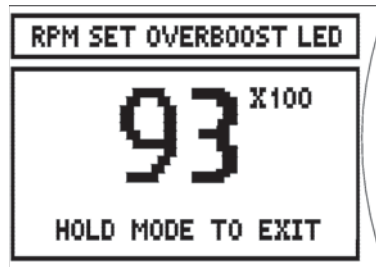 RPM SET OVERBOOST LED
93 X100
HOLD MODE TO EXIT